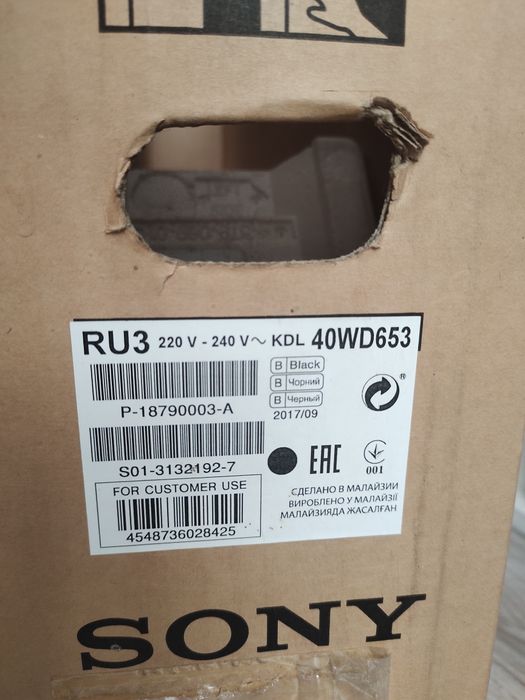 RU3 220 V - 240 V~ KDL 40WD653
B Black
B Чорний
B Черный
2017/09
P-18790003-A
S01-3132192-7
FOR CUSTOMER USE
4548736028425
®
EAC
001
СДЕЛАНО В МАЛАЙЗИИ
ВИРОБЛЕНО У МАЛАЙЗІЇ
МАЛАЙЗИЯДА ЖАСАЛҒАН
SONY